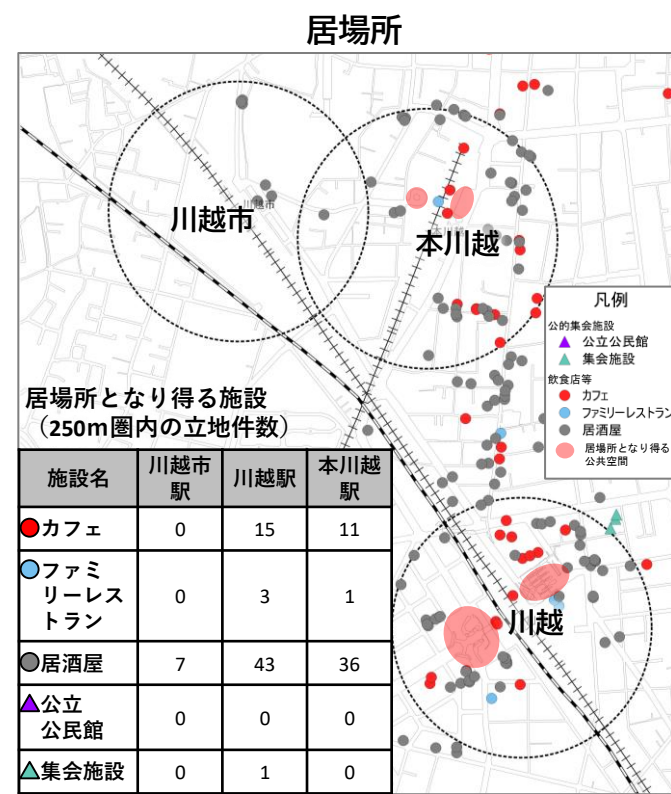 居場所
川越市
川越市
本川越
本川越
凡例
公的集会施設
公立公民館
集会施設
飲食店等
カフェ
ファミリーレストラン
居酒屋
居場所となり得る
公共空間
居場所となり得る施設
（250m圏内の立地件数）
施設名 川越市駅 川越駅 本川越駅
カフェ 0 15 11
ファミリーレストラン 0 3 1
居酒屋 7 43 36
公立公民館 0 0 0
集会施設 0 1 0
川越